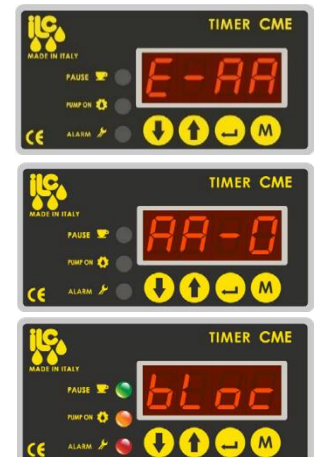 ilc TIMER CME
MADE IN ITALY
PAUSE E-AA
PUMP ON
ALARM
CE M
ilc TIMER CME
MADE IN ITALY
PAUSE AA-0
PUMP ON
ALARM
CE M
ilc TIMER CME
MADE IN ITALY
PAUSE bLoc
PUMP ON
ALARM
CE M